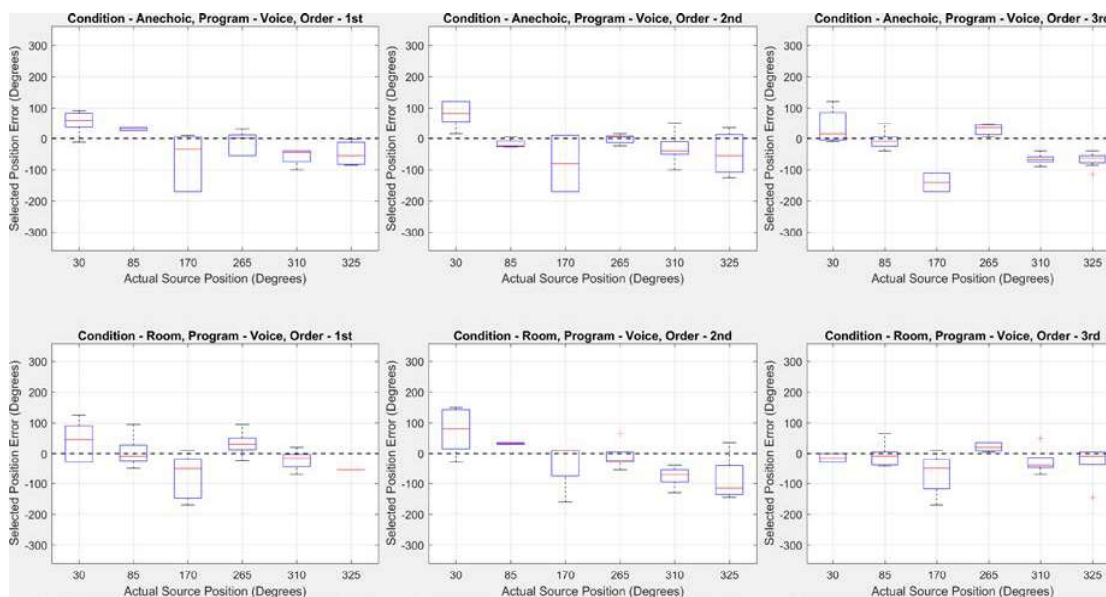 Condition - Anechoic, Program - Voice, Order - 1st
Selected Position Error (Degrees)
300
200
100
0
-100
-200
-300
30 85 170 265 310 325
Actual Source Position (Degrees)
Condition - Anechoic, Program - Voice, Order - 2nd
Selected Position Error (Degrees)
300
200
100
0
-100
-200
-300
30 85 170 265 310 325
Actual Source Position (Degrees)
Condition - Anechoic, Program - Voice, Order - 3rd
Selected Position Error (Degrees)
300
200
100
0
-100
-200
-300
30 85 170 265 310 325
Actual Source Position (Degrees)
Condition - Room, Program - Voice, Order - 1st
Selected Position Error (Degrees)
300
200
100
0
-100
-200
-300
30 85 170 265 310 325
Actual Source Position (Degrees)
Condition - Room, Program - Voice, Order - 2nd
Selected Position Error (Degrees)
300
200
100
0
-100
-200
-300
30 85 170 265 310 325
Actual Source Position (Degrees)
Condition - Room, Program - Voice, Order - 3rd
Selected Position Error (Degrees)
300
200
100
0
-100
-200
-300
30 85 170 265 310 325
Actual Source Position (Degrees)